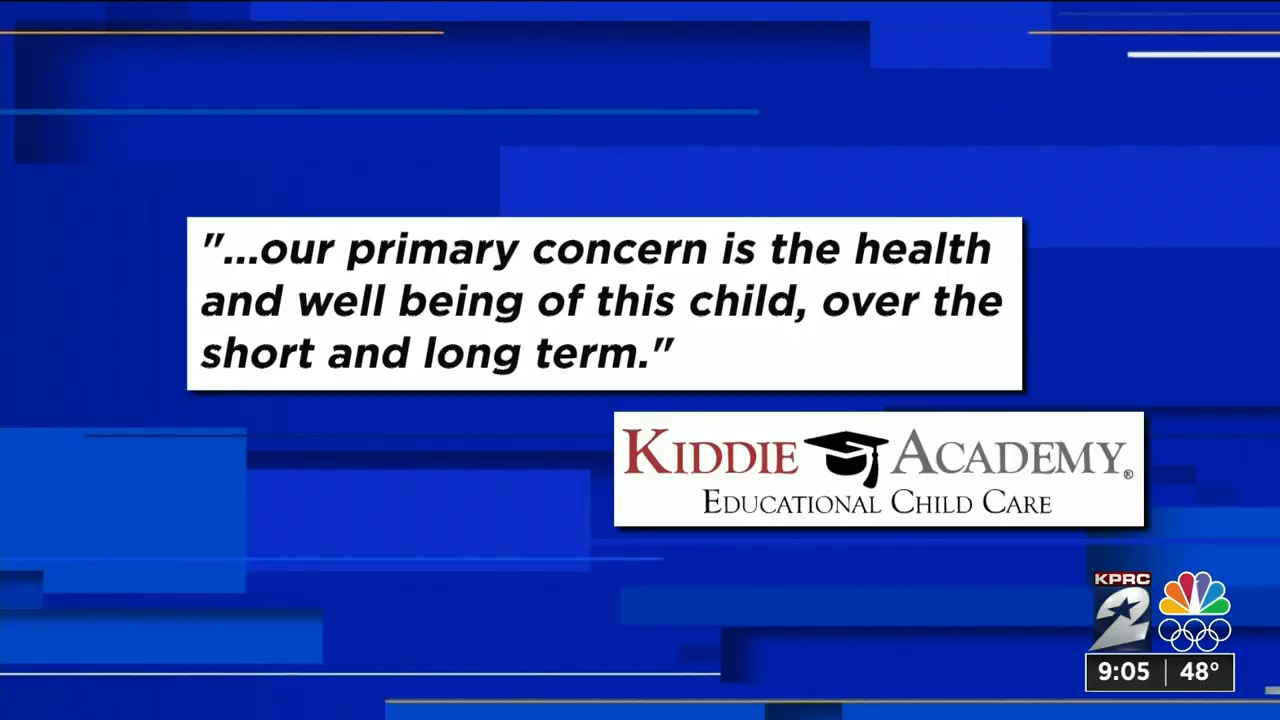 "...our primary concern is the health
and well being of this child, over the
short and long term."
KIDDIE ACADEMY®
EDUCATIONAL CHILD CARE
KPRC
2
9:05 | 48°